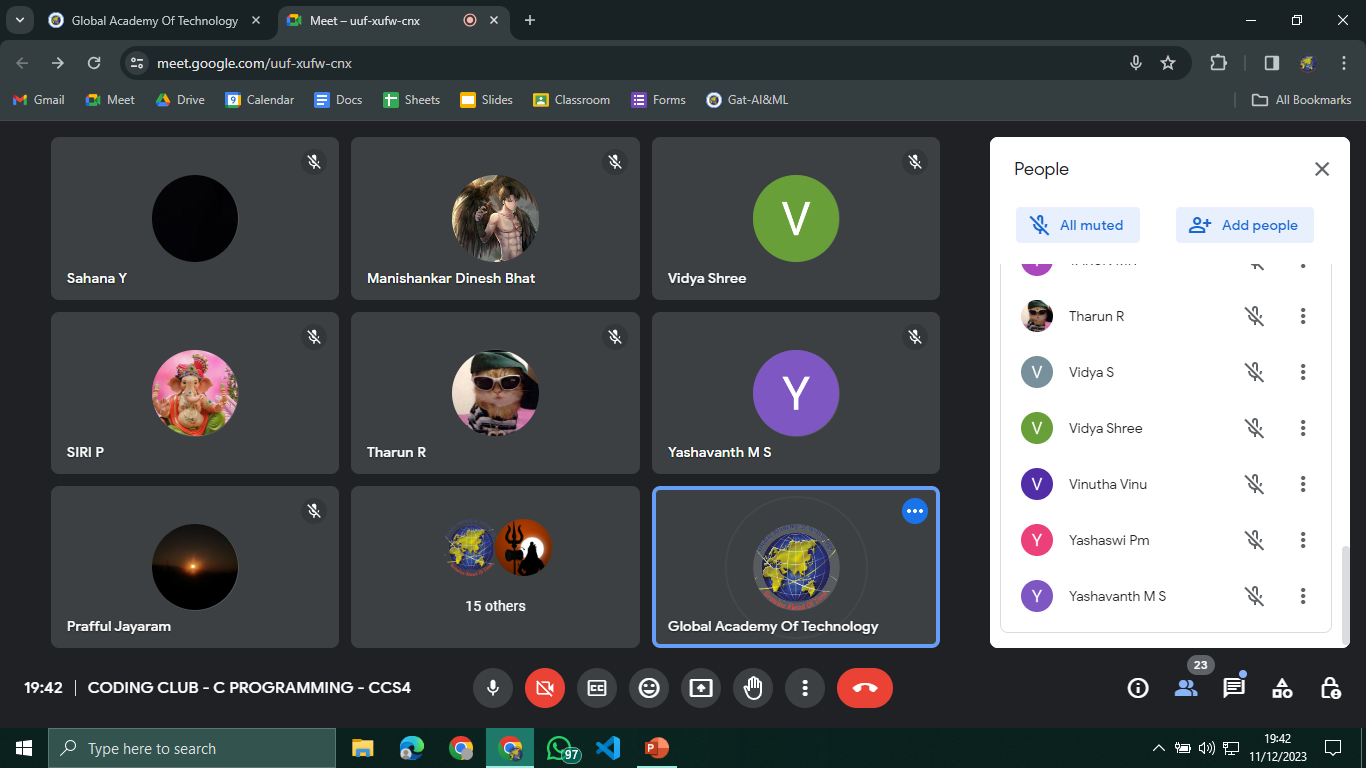 Global Academy Of Technology
Meet – uuf-xufw-cnx
meet.google.com/uuf-xufw-cnx
Gmail
Meet
Drive
Calendar
Docs
Sheets
Slides
Classroom
Forms
Gat-AI&ML
All Bookmarks
Sahana Y
Manishankar Dinesh Bhat
V
Vidya Shree
SIRI P
Tharun R
Y
Yashavanth M S
Prafful Jayaram
15 others
Global Academy Of Technology
People
All muted
Add people
Tharun R
V Vidya S
V Vidya Shree
V Vinutha Vinu
Y Yashaswi Pm
Y Yashavanth M S
19:42 | CODING CLUB - C PROGRAMMING - CCS4
23
Type here to search
97
19:42
11/12/2023